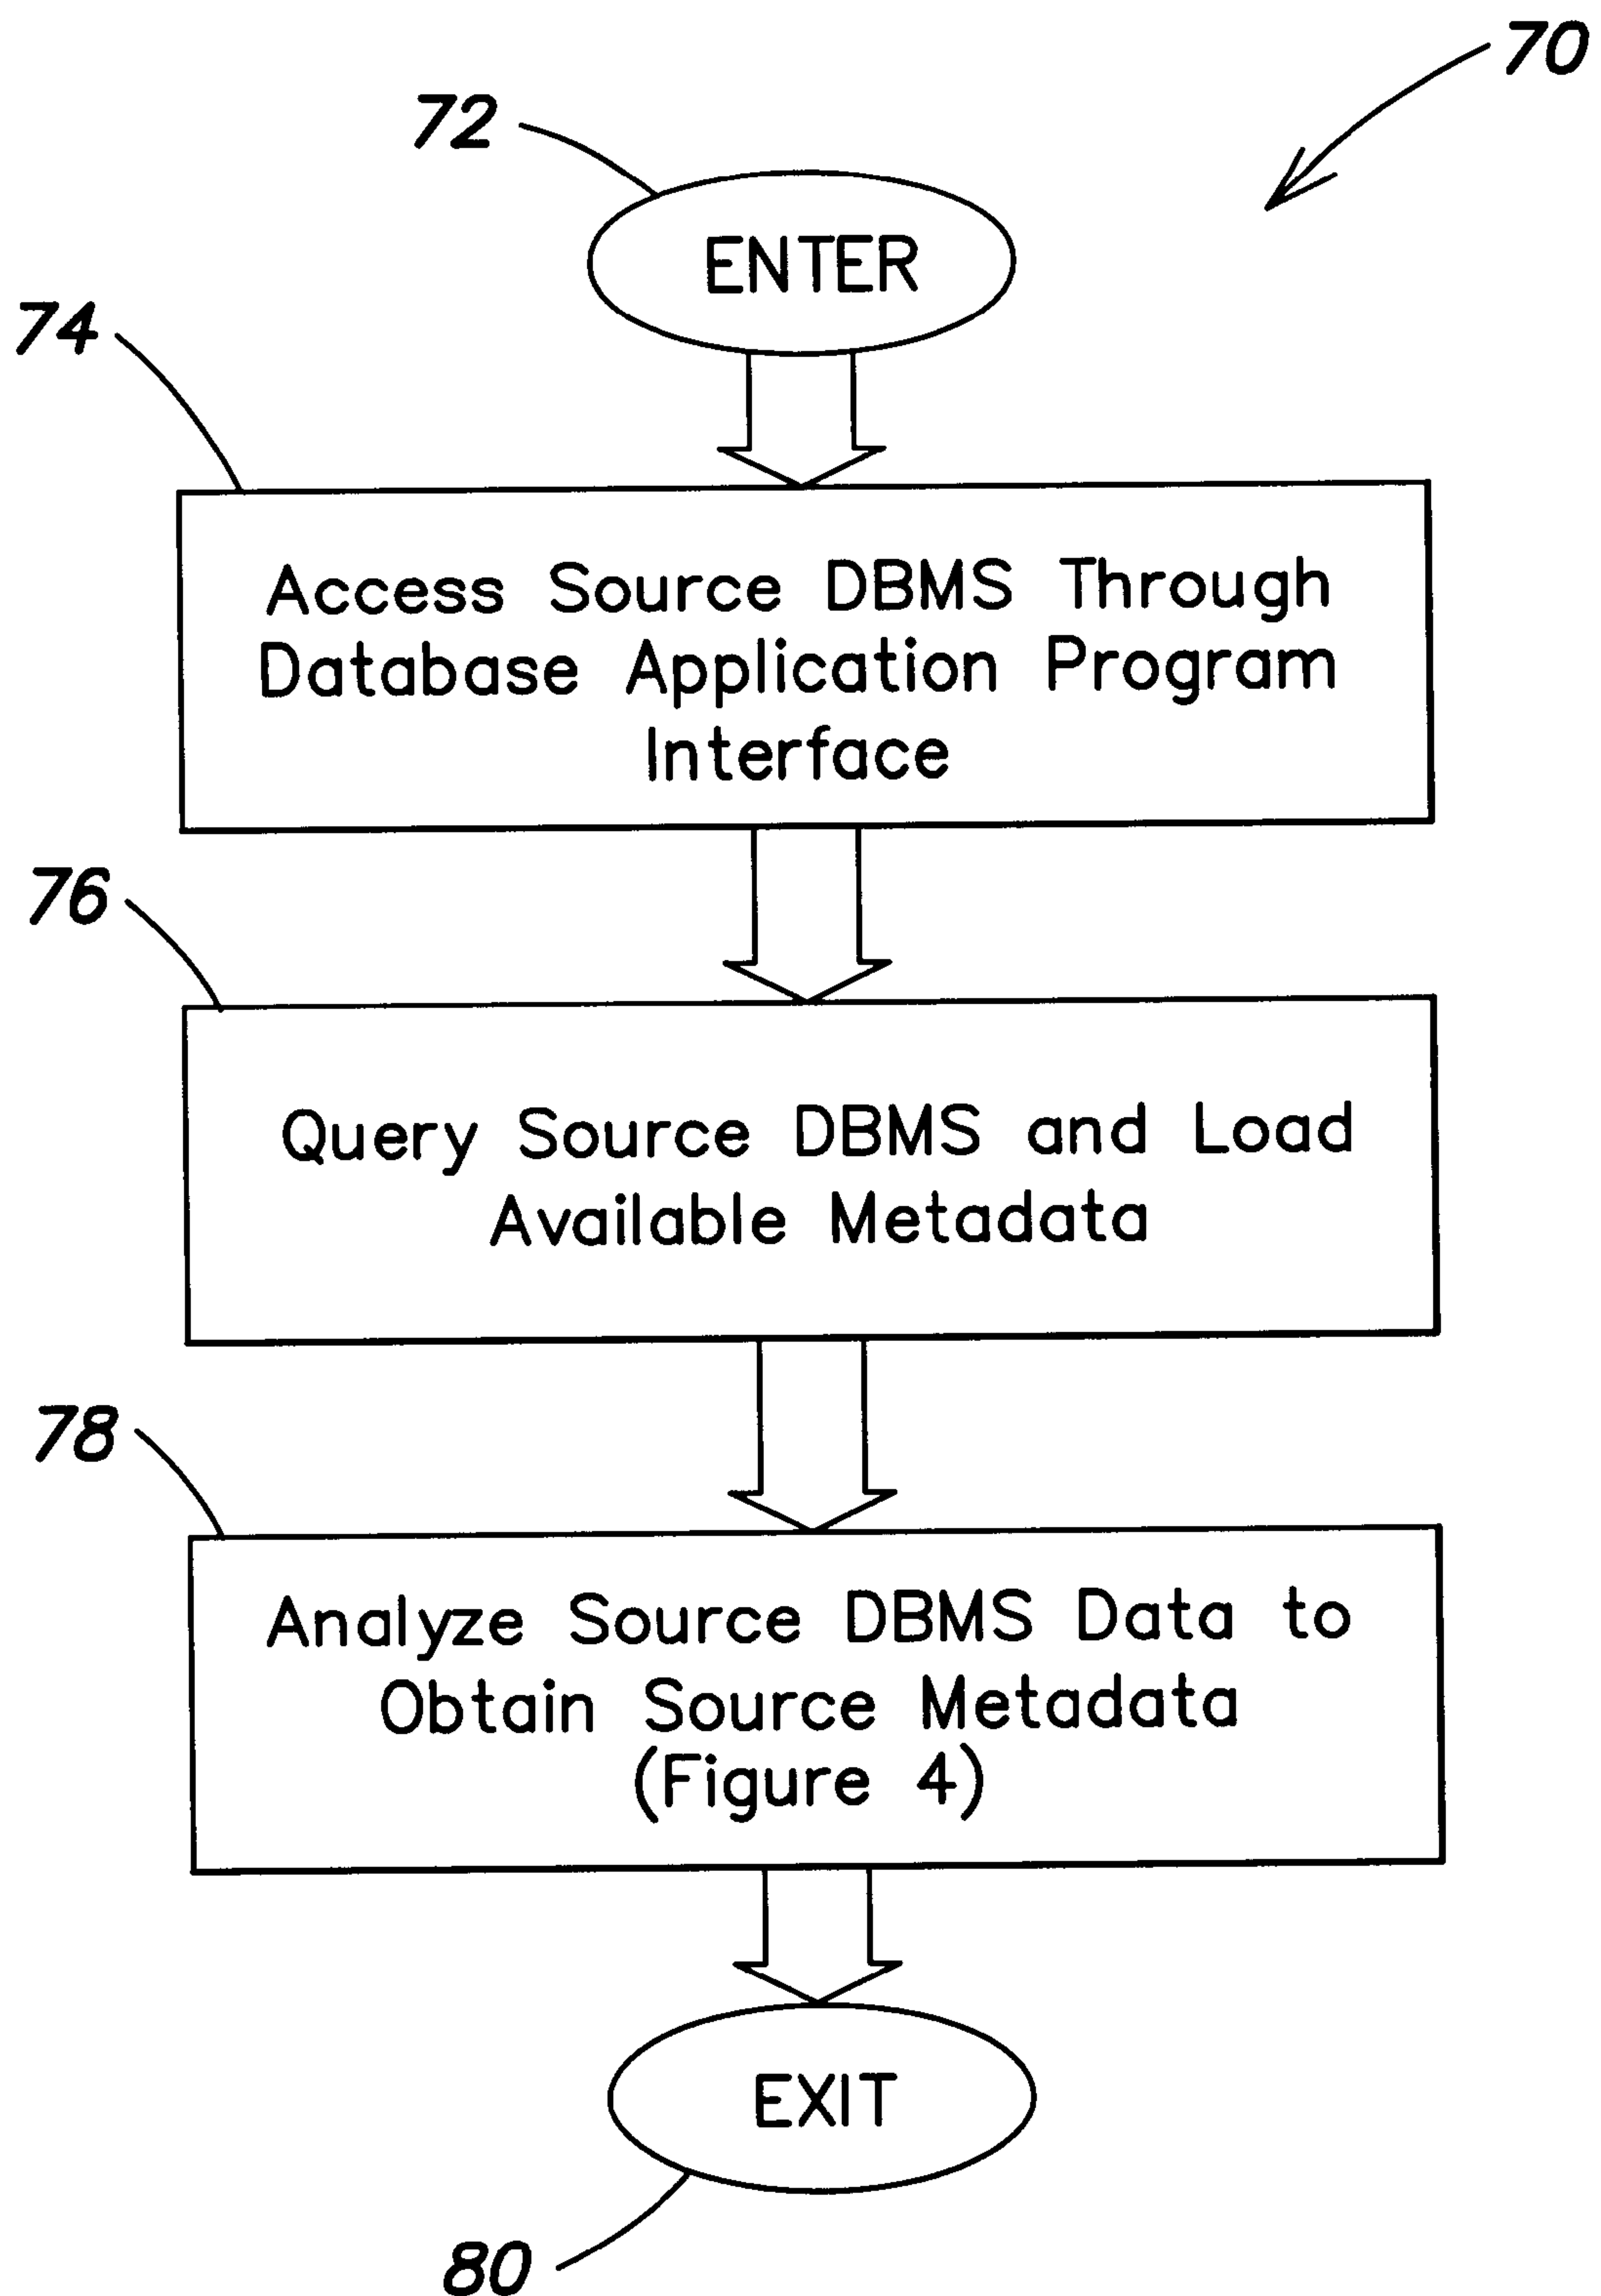 70
72
ENTER
74
Access Source DBMS Through
Database Application Program
Interface
76
Query Source DBMS and Load
Available Metadata
78
Analyze Source DBMS Data to
Obtain Source Metadata
(Figure 4)
EXIT
80